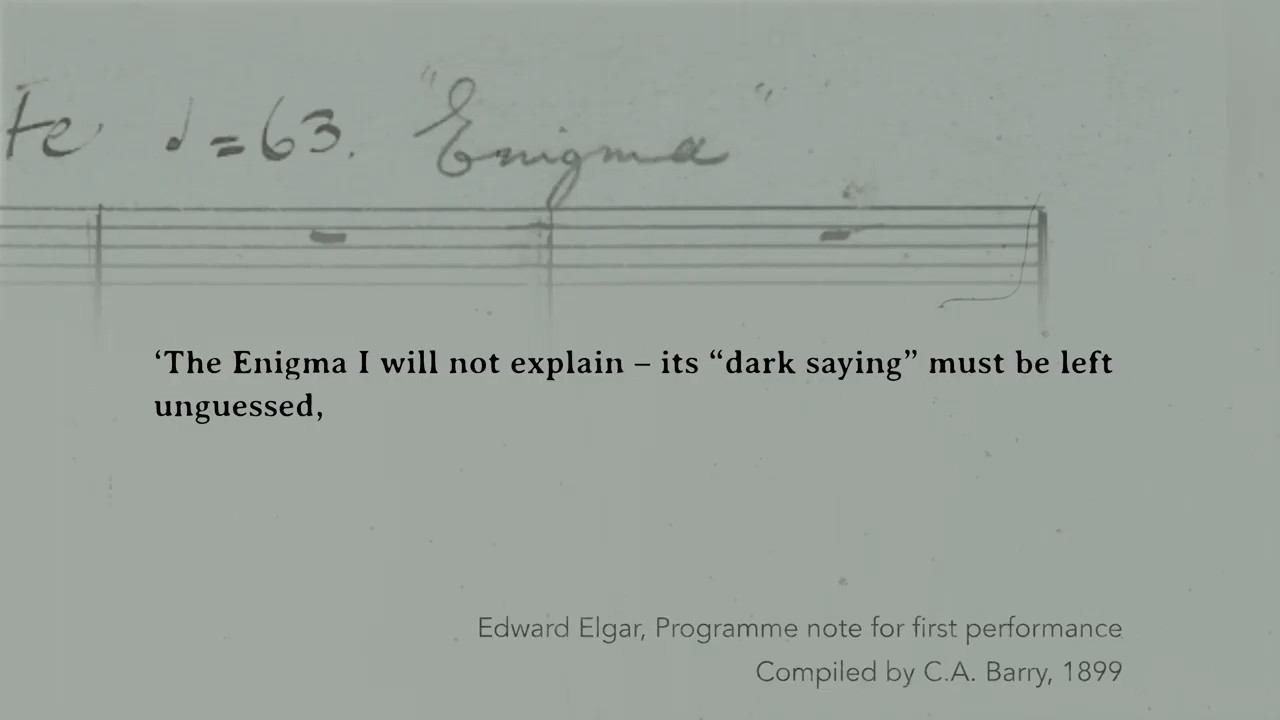 te ♩=63. "Enigma"
‘The Enigma I will not explain – its “dark saying” must be left
unguessed,
Edward Elgar, Programme note for first performance
Compiled by C.A. Barry, 1899